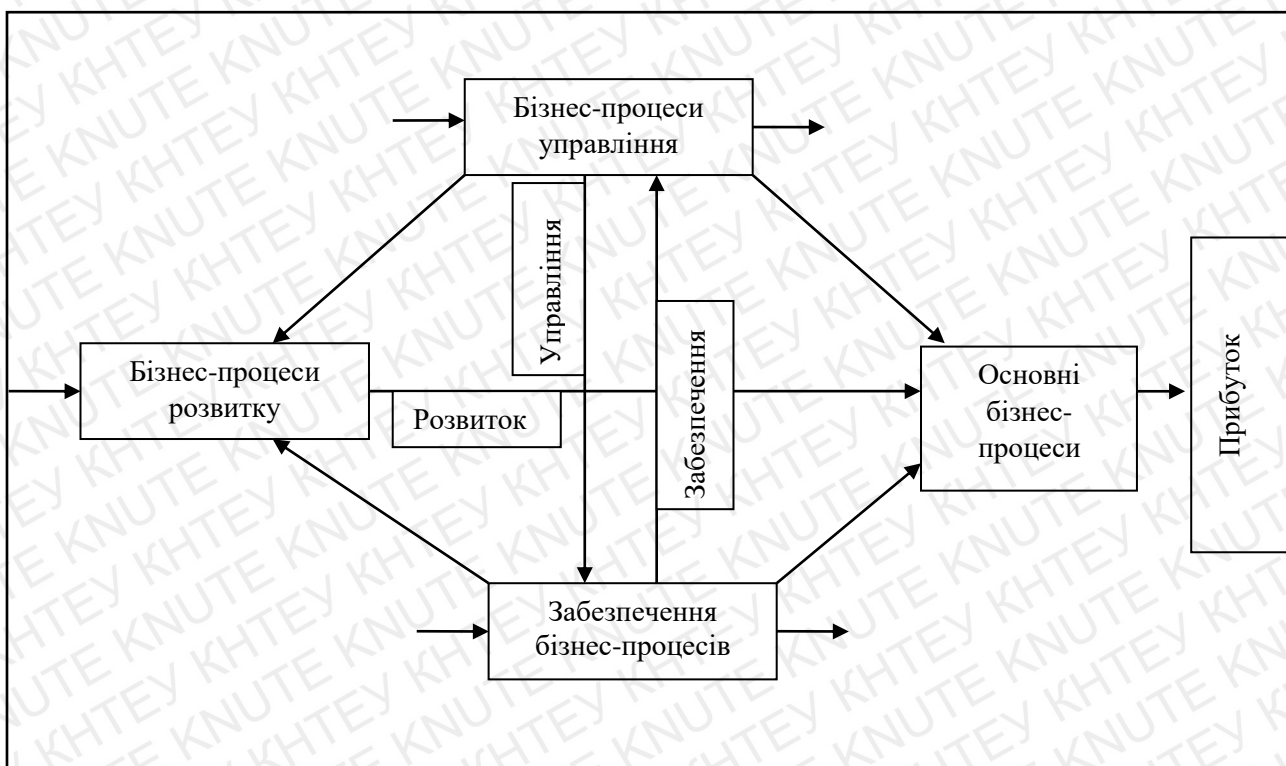 Бізнес-процеси
управління
Управління
Забезпечення
Бізнес-процеси
розвитку
Розвиток
Основні
бізнес-
процеси
Прибуток
Забезпечення
бізнес-процесів